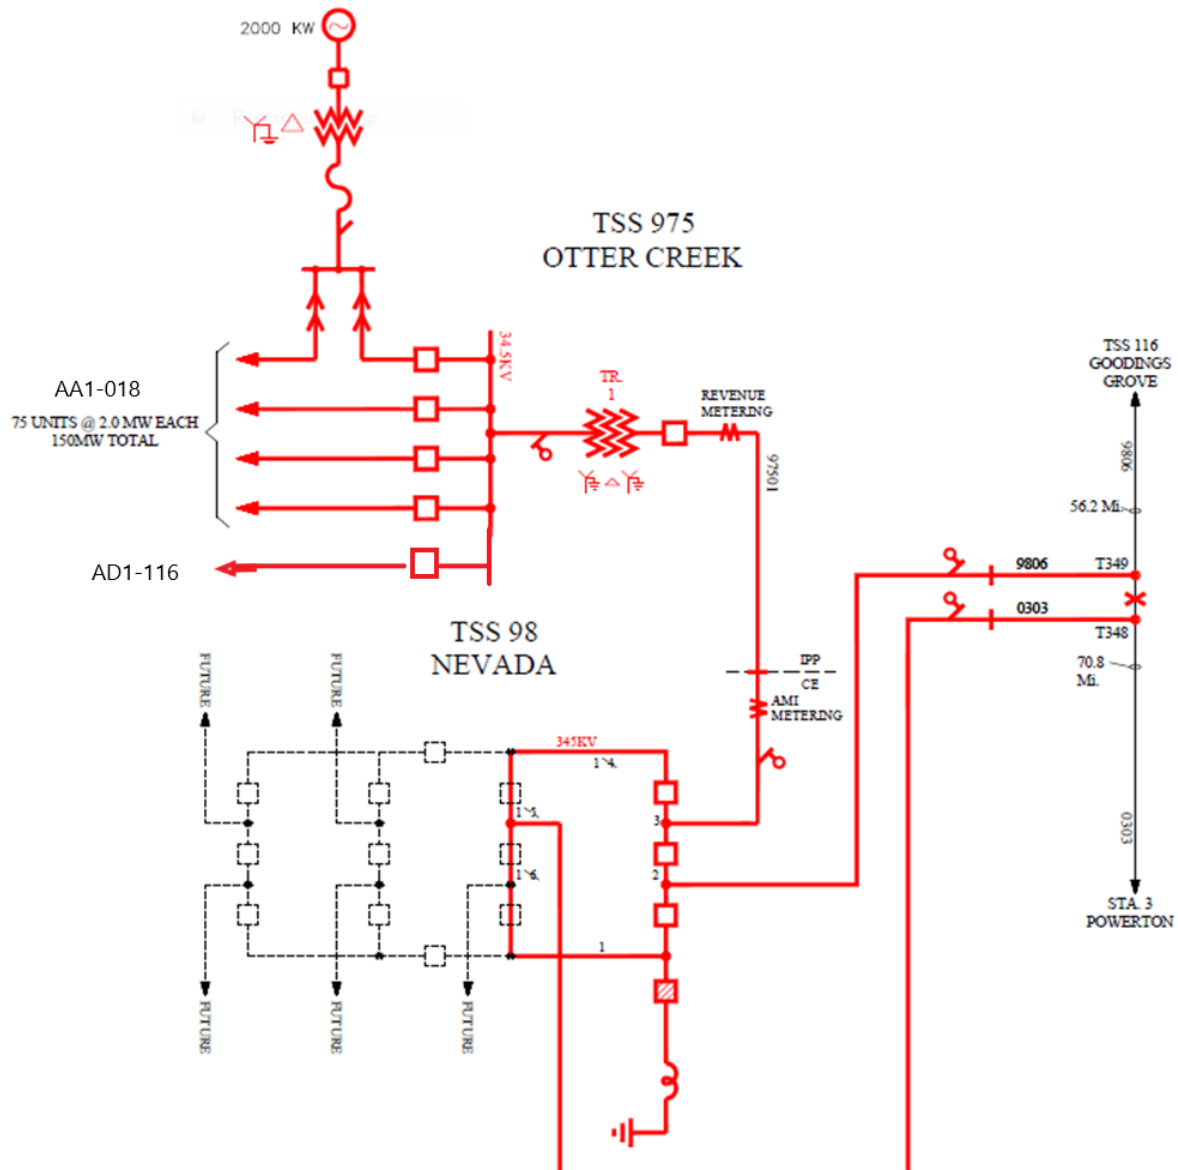 2000 KW
TSS 975
OTTER CREEK
34.5KV
AA1-018
75 UNITS @ 2.0 MW EACH
150MW TOTAL
TR.
1
REVENUE
METERING
97501
TSS 116
GOODINGS
GROVE
9806
56.2 Mi.
AD1-116
9806
T349
0303
T348
70.8
Mi.
TSS 98
NEVADA
IPP
CE
AMI
METERING
FUTURE
FUTURE
345KV
3
2
1
0303
STA. 3
POWERTON
FUTURE
FUTURE
FUTURE